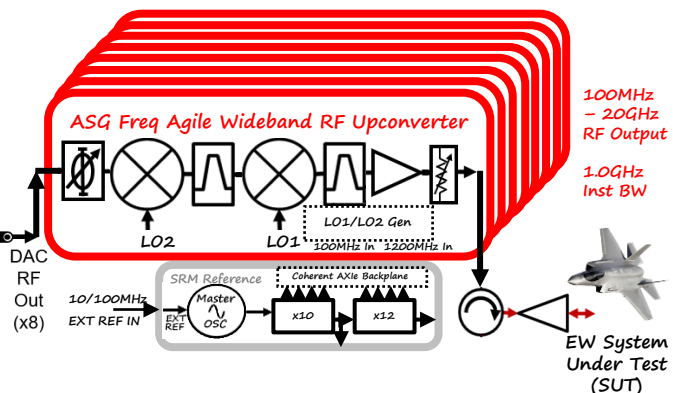 ASG Freq Agile Wideband RF Upconverter
100MHz
– 20GHz
RF Output
1.0GHz
Inst BW
LO2
LO1
LO1/LO2 Gen
100MHz In 1200MHz In
DAC
RF
Out
(x8)
SRM Reference
Coherent AXIe Backplane
10/100MHz
EXT REF IN
EXT
REF
Master
OSC
x10
x12
EW System
Under Test
(SUT)